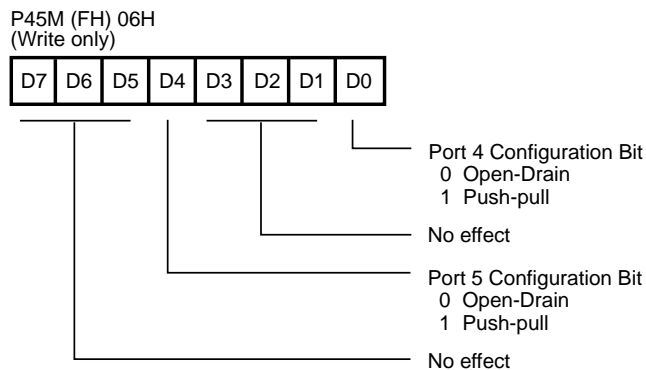 P45M (FH) 06H
(Write only)
D7 D6 D5 D4 D3 D2 D1 D0
Port 4 Configuration Bit
0 Open-Drain
1 Push-pull
No effect
Port 5 Configuration Bit
0 Open-Drain
1 Push-pull
No effect